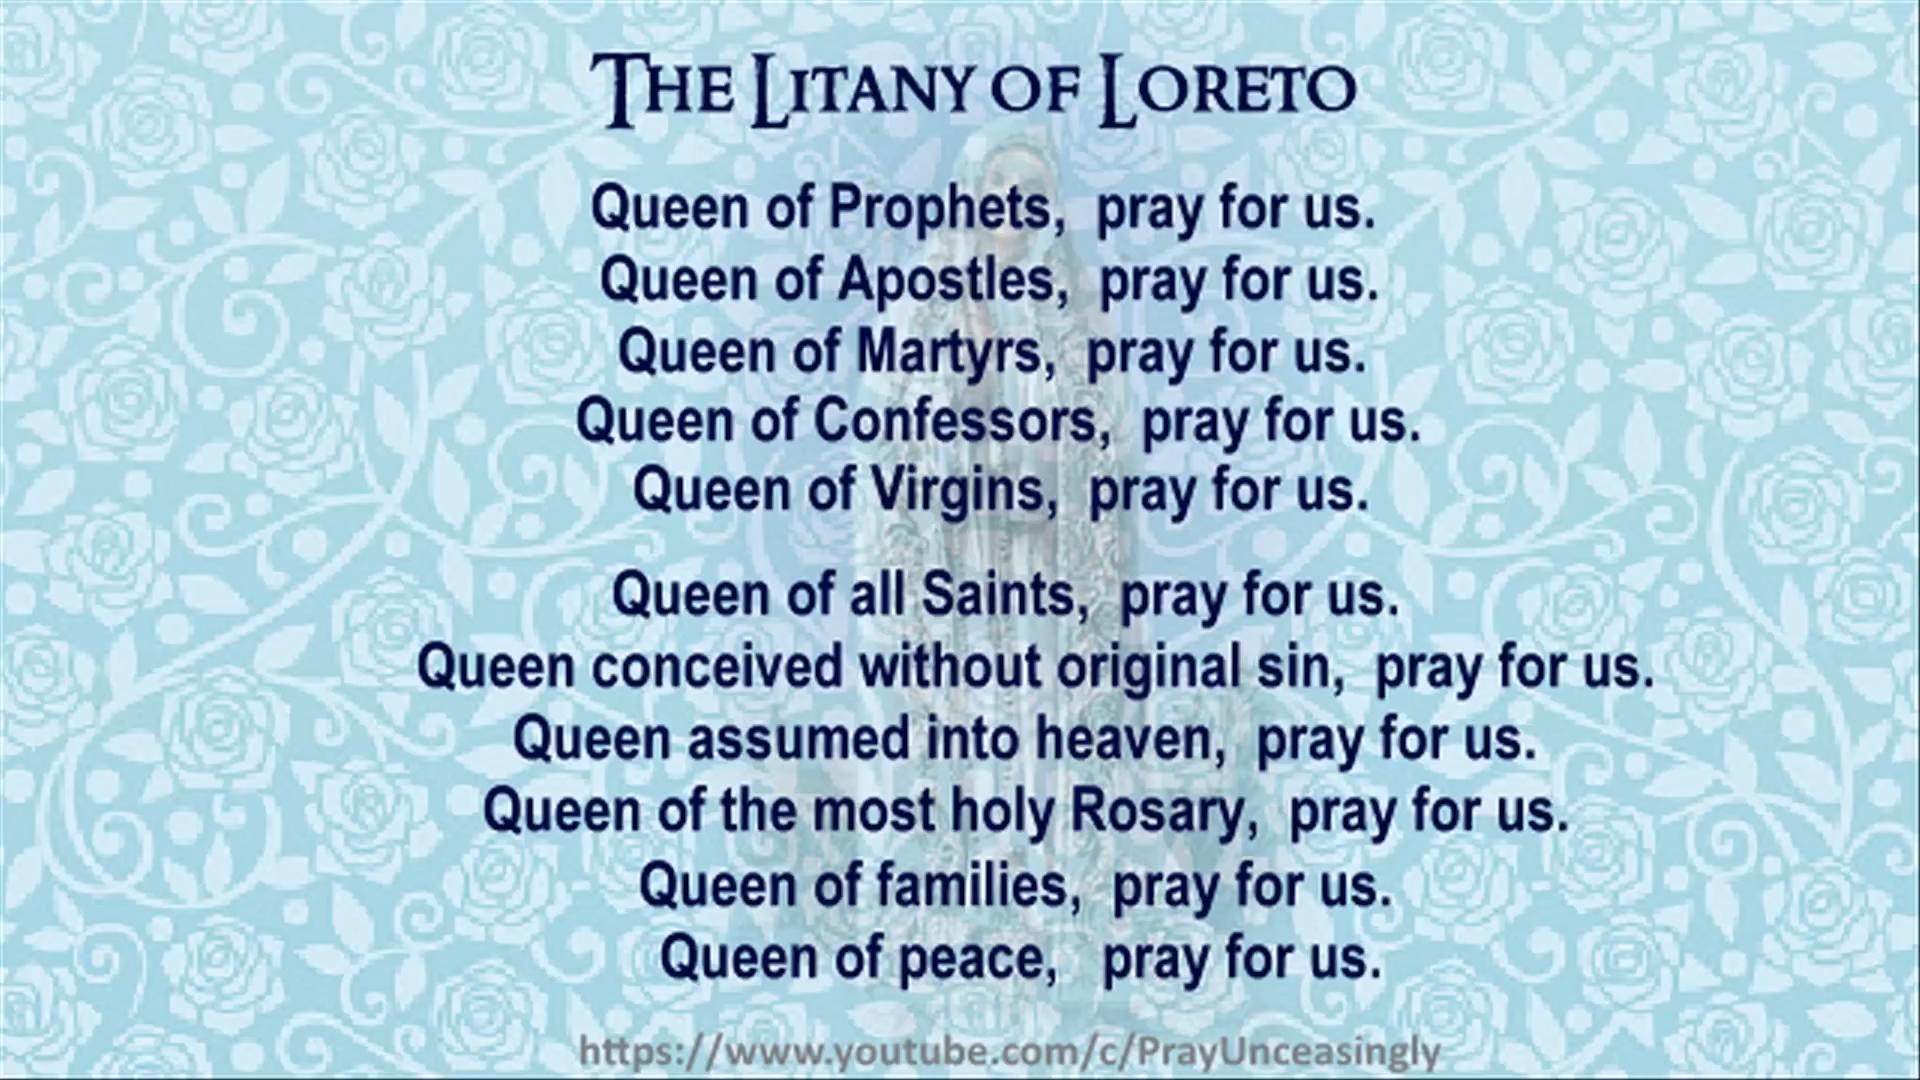 The Litany of Loreto
Queen of Prophets,  pray for us.
Queen of Apostles,  pray for us.
Queen of Martyrs,  pray for us.
Queen of Confessors,  pray for us.
Queen of Virgins,  pray for us.
Queen of all Saints,  pray for us.
Queen conceived without original sin,  pray for us.
Queen assumed into heaven,  pray for us.
Queen of the most holy Rosary,  pray for us.
Queen of families,  pray for us.
Queen of peace,   pray for us.
https://www.youtube.com/c/PrayUnceasingly